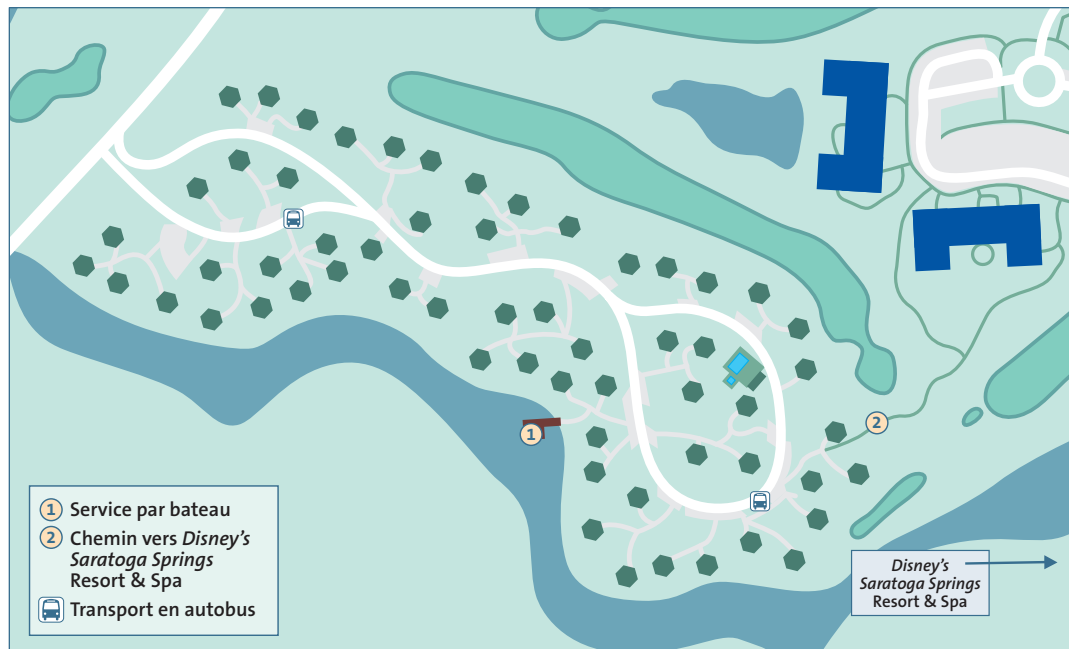 1
2
1 Service par bateau
2 Chemin vers Disney's
Saratoga Springs
Resort & Spa
Transport en autobus
Disney's
Saratoga Springs
Resort & Spa